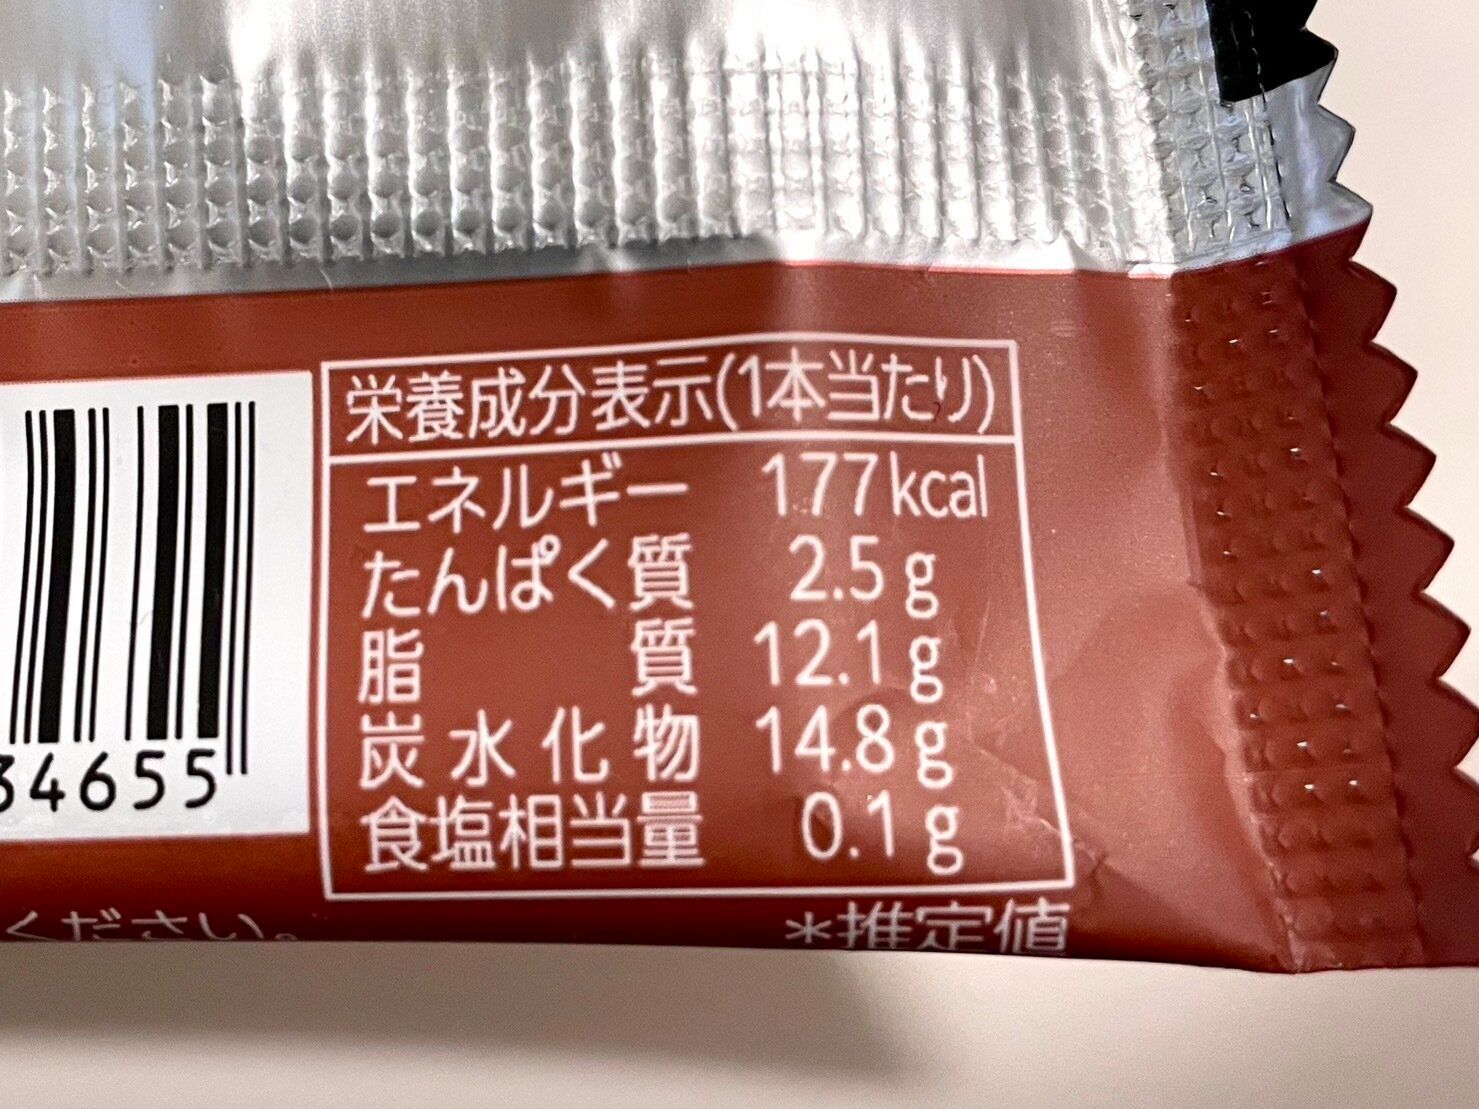 栄養成分表示(1本当たり)
エネルギー 177kcal
たんぱく質 2.5g
脂質 12.1g
炭水化物 14.8g
食塩相当量 0.1g
34655
ください)。
*推定値